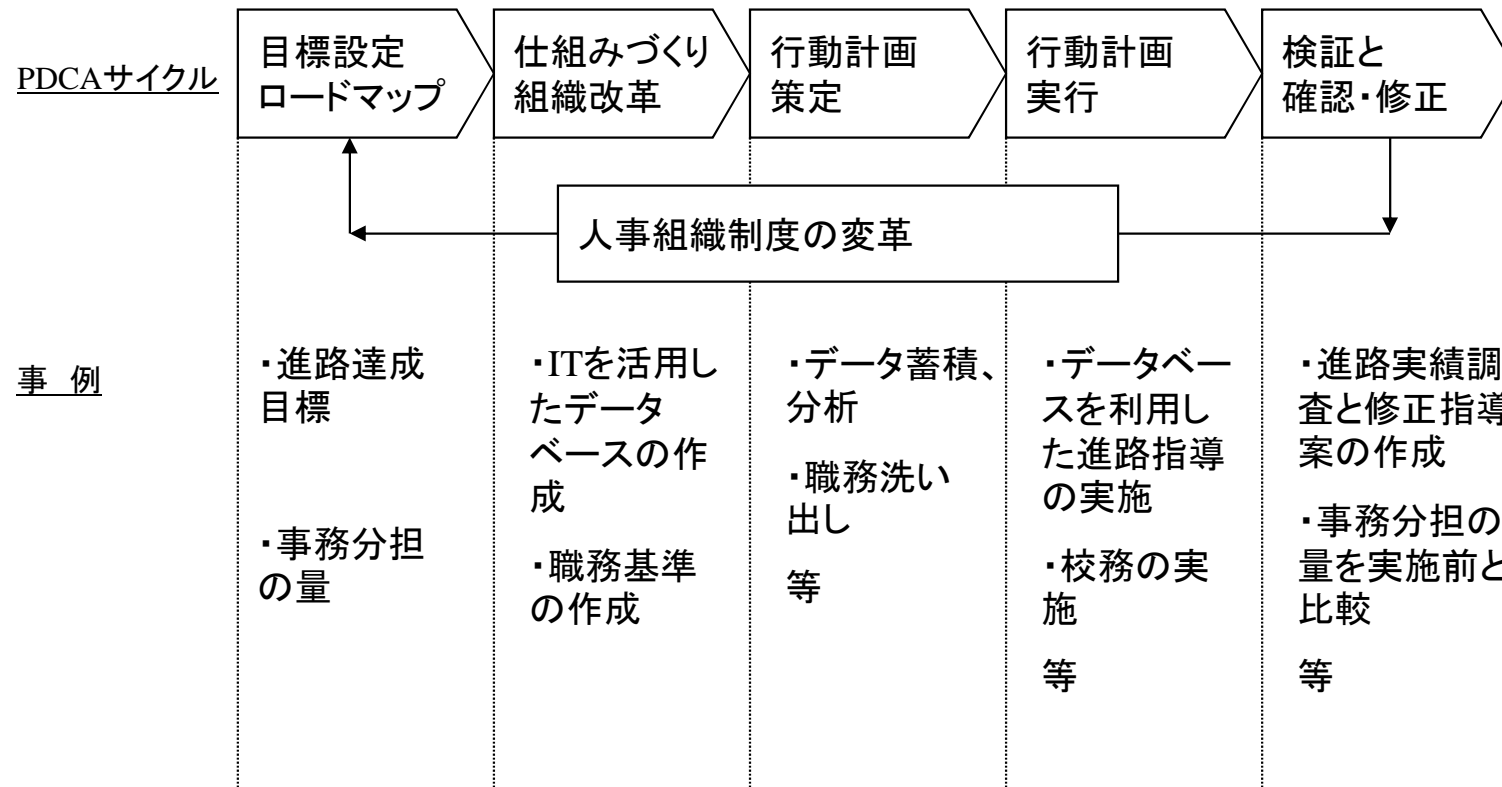 PDCAサイクル
目標設定
ロードマップ
仕組みづくり
組織改革
行動計画
策定
行動計画
実行
検証と
確認・修正
人事組織制度の変革
事 例
・進路達成
目標
・事務分担
の量
・ITを活用し
たデータ
ベースの作
成
・職務基準
の作成
・データ蓄積、
分析
・職務洗い
出し
等
・データベー
スを利用し
た進路指導
の実施
・校務の実
施
等
・進路実績調
査と修正指導
案の作成
・事務分担の
量を実施前と
比較
等